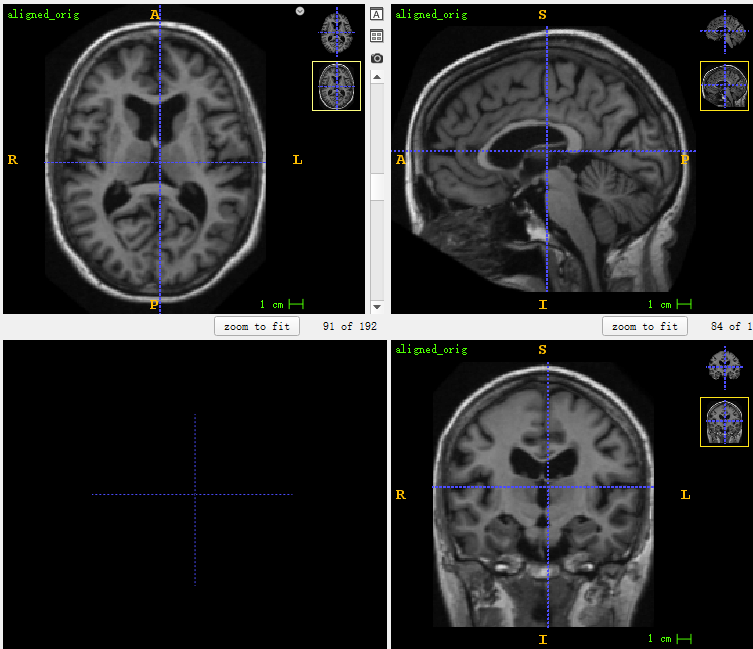 aligned_orig
A
A
R
L
P
1 cm
zoom to fit
91 of 192
aligned_orig
S
A
P
I
1 cm
zoom to fit
84 of 1
aligned_orig
S
R
L
I
1 cm